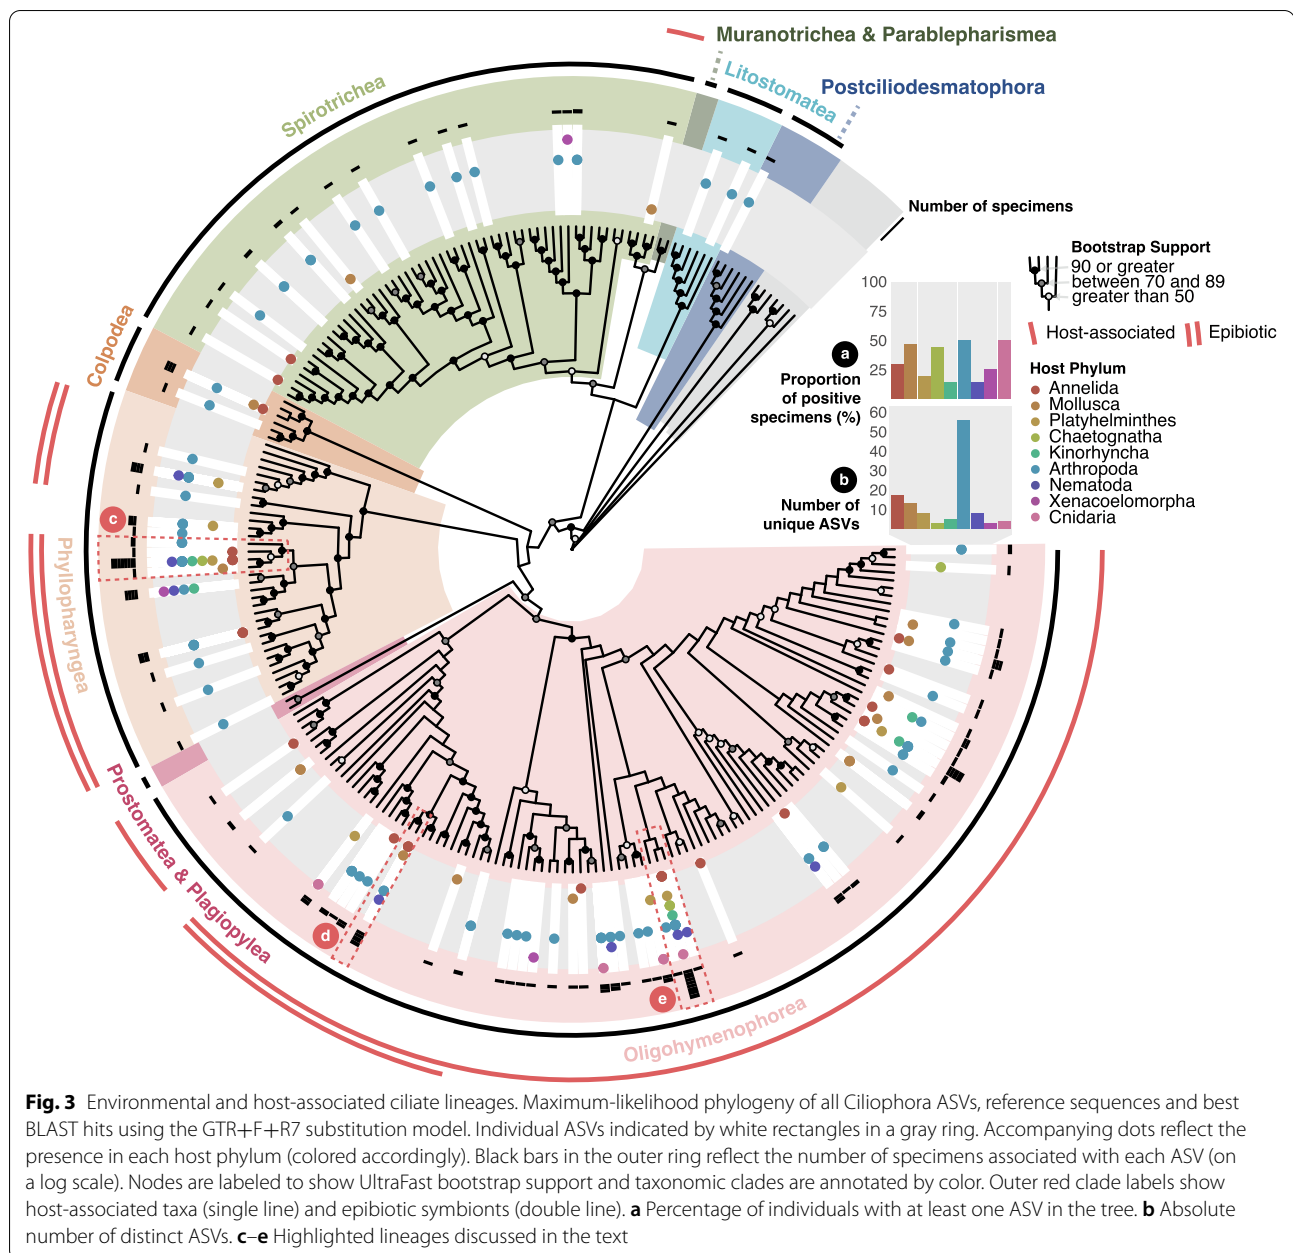 Muranotrichea & Parablepharismea
Litostomatea
Postciliodesmatophora
Spirotrichea
Colpodea
Phyllopharyngea
Prostomatea & Plagiopylea
Oligohymenophorea
c
d
e
Number of specimens
Bootstrap Support
90 or greater
between 70 and 89
greater than 50
Host-associated
Epibiotic
a
Proportion
of positive
specimens (%)
100
75
50
25
b
Number of
unique ASVs
60
50
40
30
20
10
Host Phylum
Annelida
Mollusca
Platyhelminthes
Chaetognatha
Kinorhyncha
Arthropoda
Nematoda
Xenacoelomorpha
Cnidaria
Fig. 3 Environmental and host-associated ciliate lineages. Maximum-likelihood phylogeny of all Ciliophora ASVs, reference sequences and best
BLAST hits using the GTR+F+R7 substitution model. Individual ASVs indicated by white rectangles in a gray ring. Accompanying dots reflect the
presence in each host phylum (colored accordingly). Black bars in the outer ring reflect the number of specimens associated with each ASV (on
a log scale). Nodes are labeled to show UltraFast bootstrap support and taxonomic clades are annotated by color. Outer red clade labels show
host-associated taxa (single line) and epibiotic symbionts (double line). a Percentage of individuals with at least one ASV in the tree. b Absolute
number of distinct ASVs. c–e Highlighted lineages discussed in the text